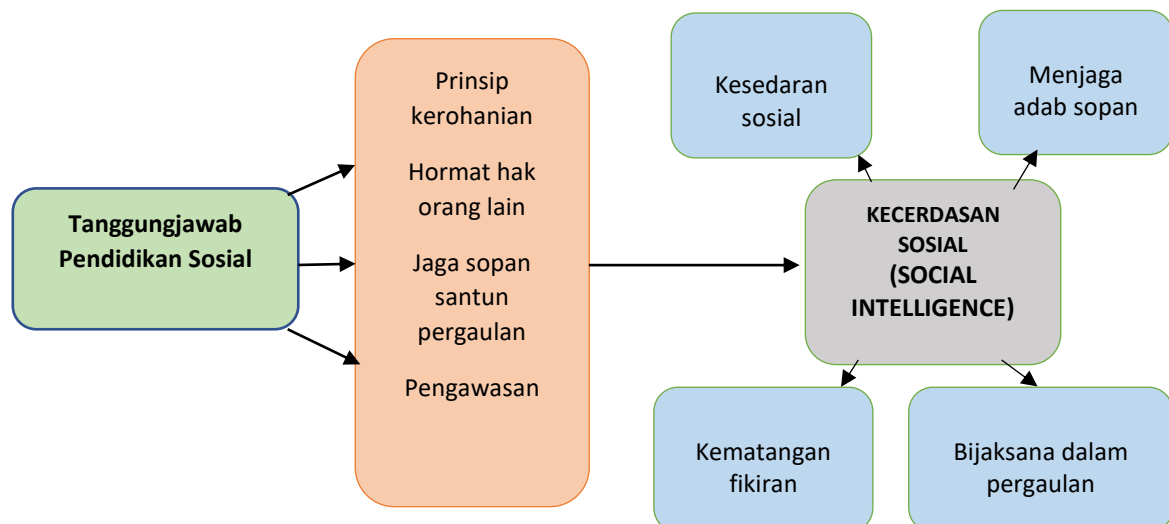 Tanggungjawab
Pendidikan Sosial
Prinsip
kerohanian
Hormat hak
orang lain
Jaga sopan
santun
pergaulan
Pengawasan
Kesedaran
sosial
Menjaga
adab sopan
KECERDASAN
SOSIAL
(SOCIAL
INTELLIGENCE)
Kematangan
fikiran
Bijaksana dalam
pergaulan